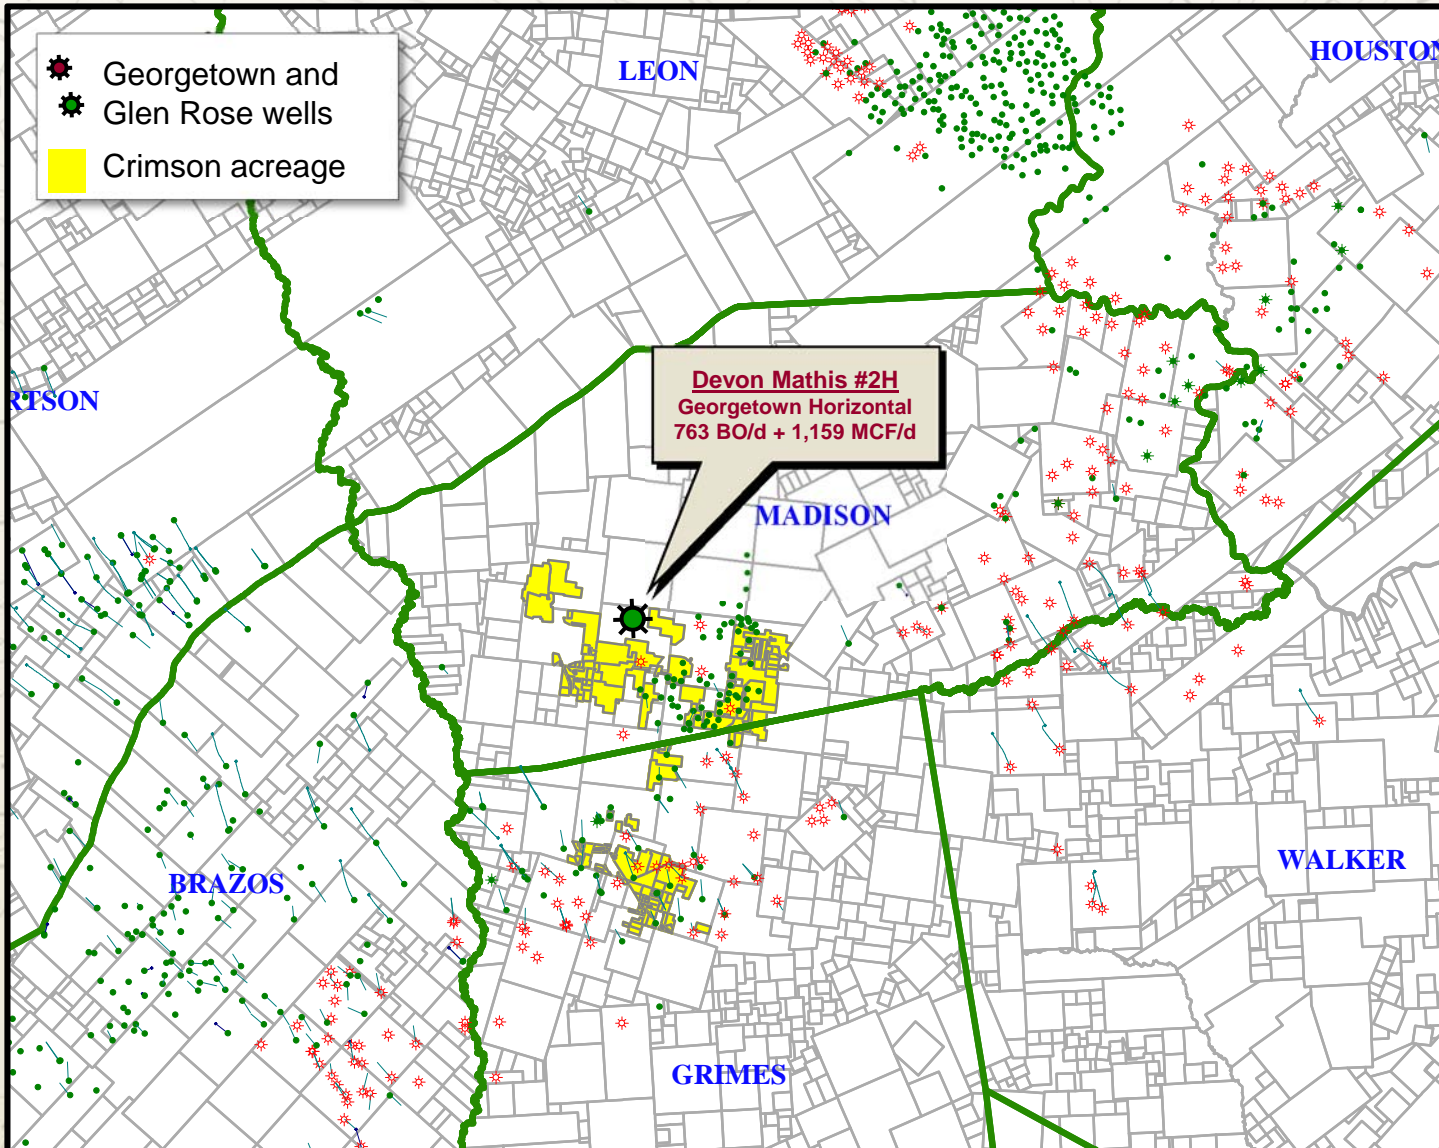 Georgetown and
Glen Rose wells
Crimson acreage
LEON
HOUSTON
RTSON
Devon Mathis #2H
Georgetown Horizontal
763 BO/d + 1,159 MCF/d
MADISON
BRAZOS
WALKER
GRIMES